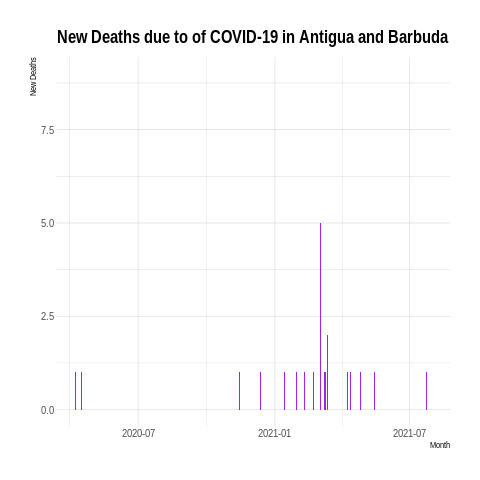 New Deaths due to of COVID-19 in Antigua and Barbuda
New Deaths
7.5
5.0
2.5
0.0
2020-07
2021-01
2021-07
Month